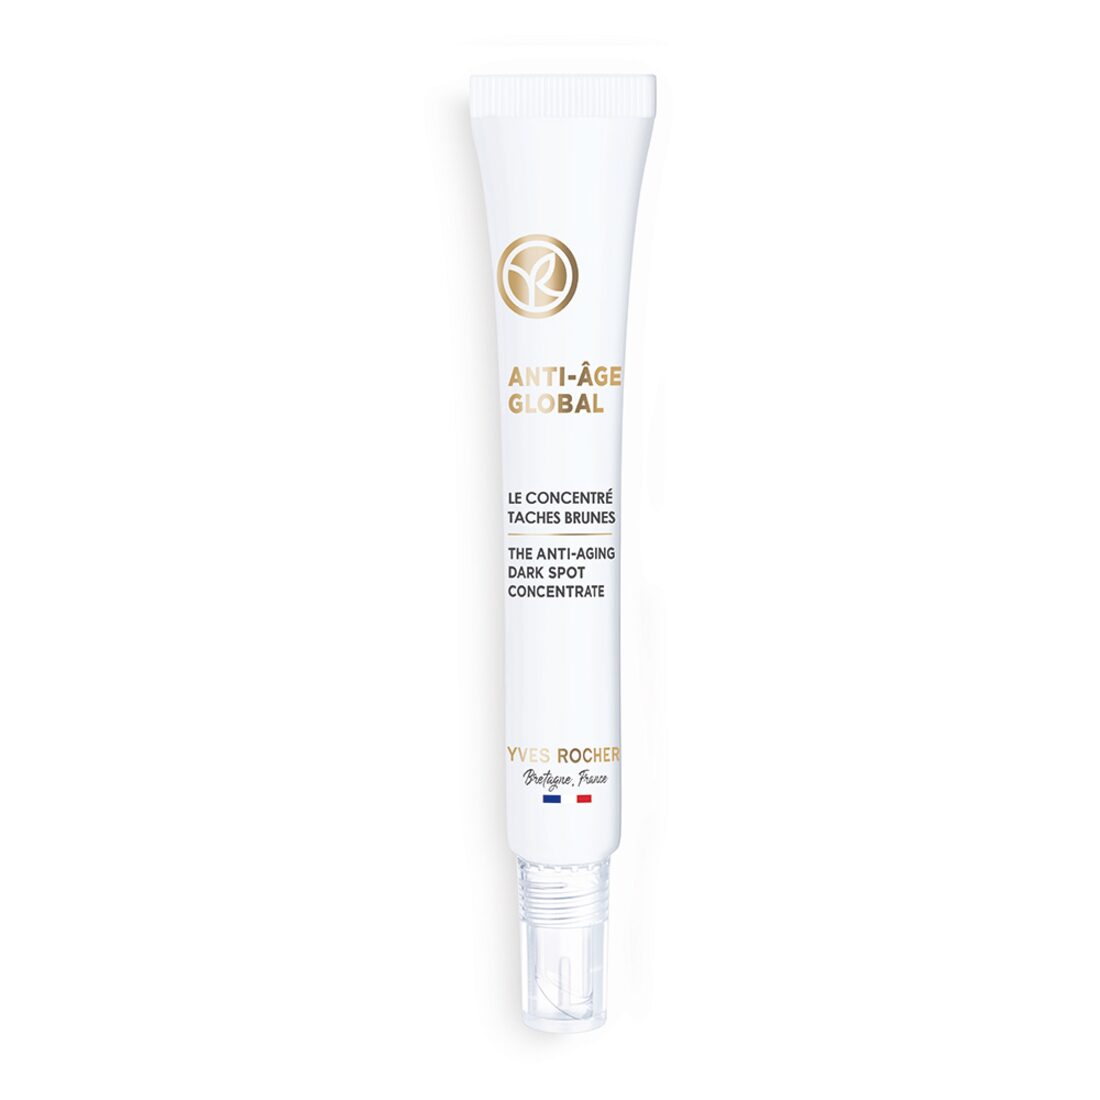 ANTI-ÂGE
GLOBAL
LE CONCENTRÉ
TACHES BRUNES
THE ANTI-AGING
DARK SPOT
CONCENTRATE
YVES ROCHER
Bretagne, France